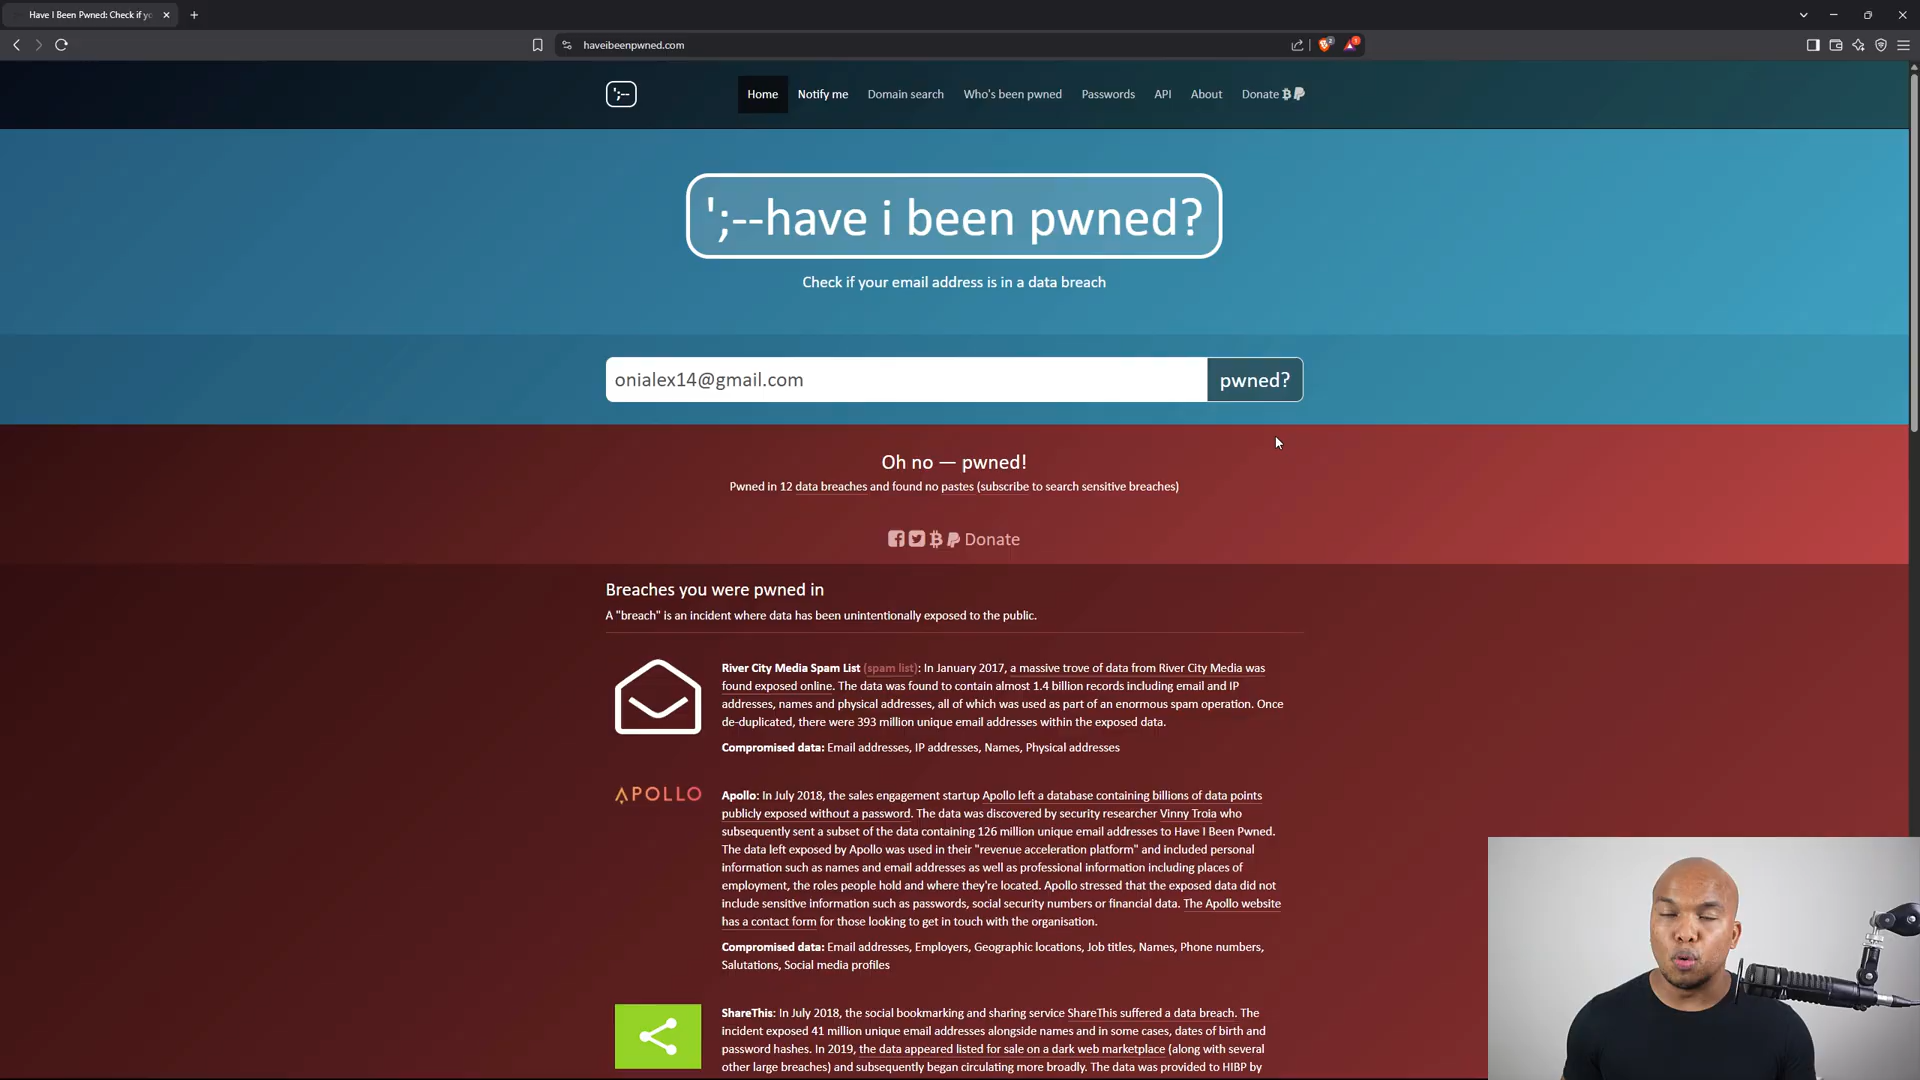 Have I Been Pwned: Check if yo
haveibeenpwned.com
2
1
';--
Home
Notify me
Domain search
Who's been pwned
Passwords
API
About
Donate
';--have i been pwned?
Check if your email address is in a data breach
onialex14@gmail.com
pwned?
Oh no — pwned!
Pwned in 12 data breaches and found no pastes (subscribe to search sensitive breaches)
Donate
Breaches you were pwned in
A "breach" is an incident where data has been unintentionally exposed to the public.
River City Media Spam List (spam list): In January 2017, a massive trove of data from River City Media was
found exposed online. The data was found to contain almost 1.4 billion records including email and IP
addresses, names and physical addresses, all of which was used as part of an enormous spam operation. Once
de-duplicated, there were 393 million unique email addresses within the exposed data.
Compromised data: Email addresses, IP addresses, Names, Physical addresses
APOLLO
Apollo: In July 2018, the sales engagement startup Apollo left a database containing billions of data points
publicly exposed without a password. The data was discovered by security researcher Vinny Troia who
subsequently sent a subset of the data containing 126 million unique email addresses to Have I Been Pwned.
The data left exposed by Apollo was used in their "revenue acceleration platform" and included personal
information such as names and email addresses as well as professional information including places of
employment, the roles people hold and where they're located. Apollo stressed that the exposed data did not
include sensitive information such as passwords, social security numbers or financial data. The Apollo website
has a contact form for those looking to get in touch with the organisation.
Compromised data: Email addresses, Employers, Geographic locations, Job titles, Names, Phone numbers,
Salutations, Social media profiles
ShareThis: In July 2018, the social bookmarking and sharing service ShareThis suffered a data breach. The
incident exposed 41 million unique email addresses alongside names and in some cases, dates of birth and
password hashes. In 2019, the data appeared listed for sale on a dark web marketplace (along with several
other large breaches) and subsequently began circulating more broadly. The data was provided to HIBP by